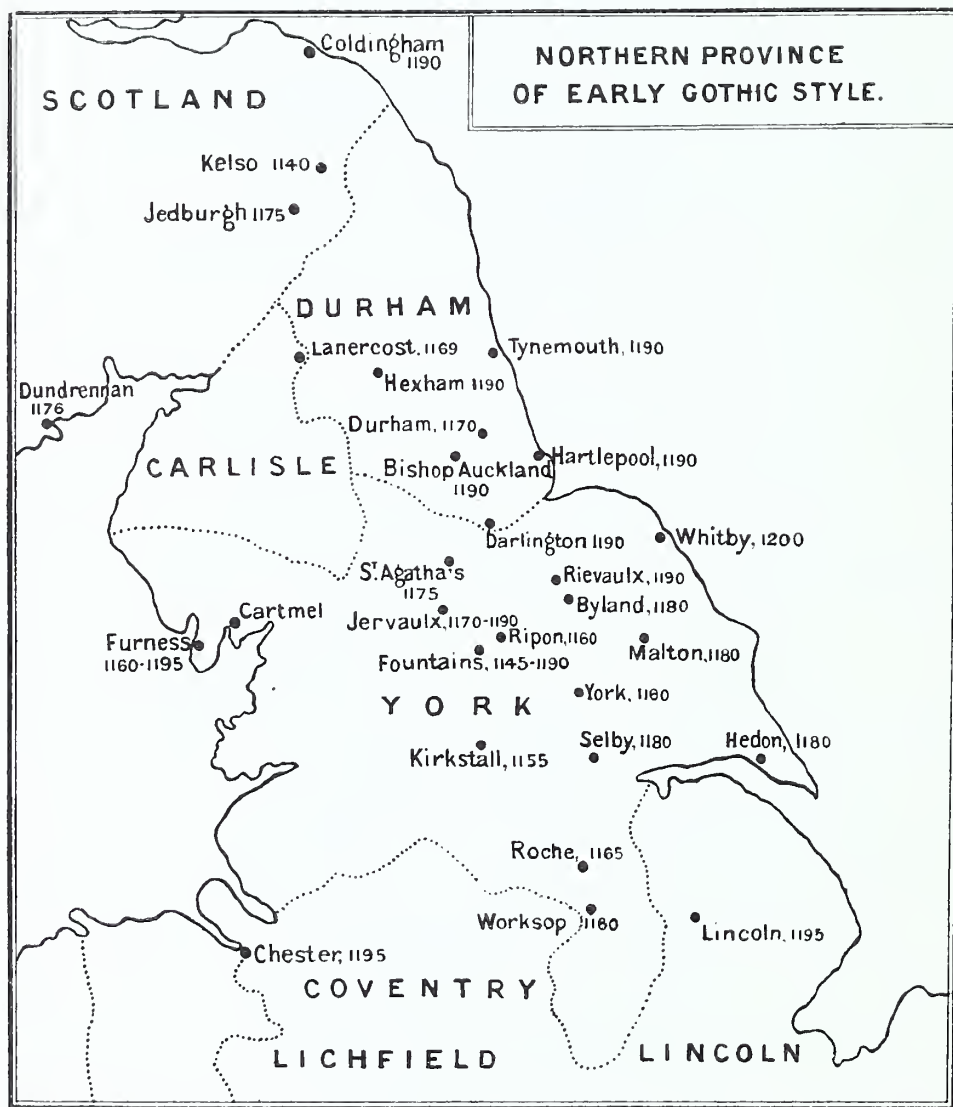 NORTHERN PROVINCE
OF EARLY GOTHIC STYLE.
Coldingham
1190
SCOTLAND
Kelso 1140
Jedburgh 1175
DURHAM
Lanercost, 1169
Tynemouth, 1190
Hexham 1190
Dundrennan
1176
Durham, 1170
CARLISLE
Bishop Auckland
1190
Hartlepool, 1190
Darlington 1190
Whitby, 1200
ST Agatha's
1175
Rievaulx, 1190
Byland, 1180
Jervaulx, 1170-1190
Cartmel
Ripon, 1160
Furness
1160-1195
Fountains, 1145-1190
Malton, 1180
York, 1160
YORK
Selby, 1180
Hedon, 1180
Kirkstall, 1155
Roche, 1165
Worksop 1160
Lincoln, 1195
Chester, 1195
COVENTRY
LICHFIELD
LINCOLN